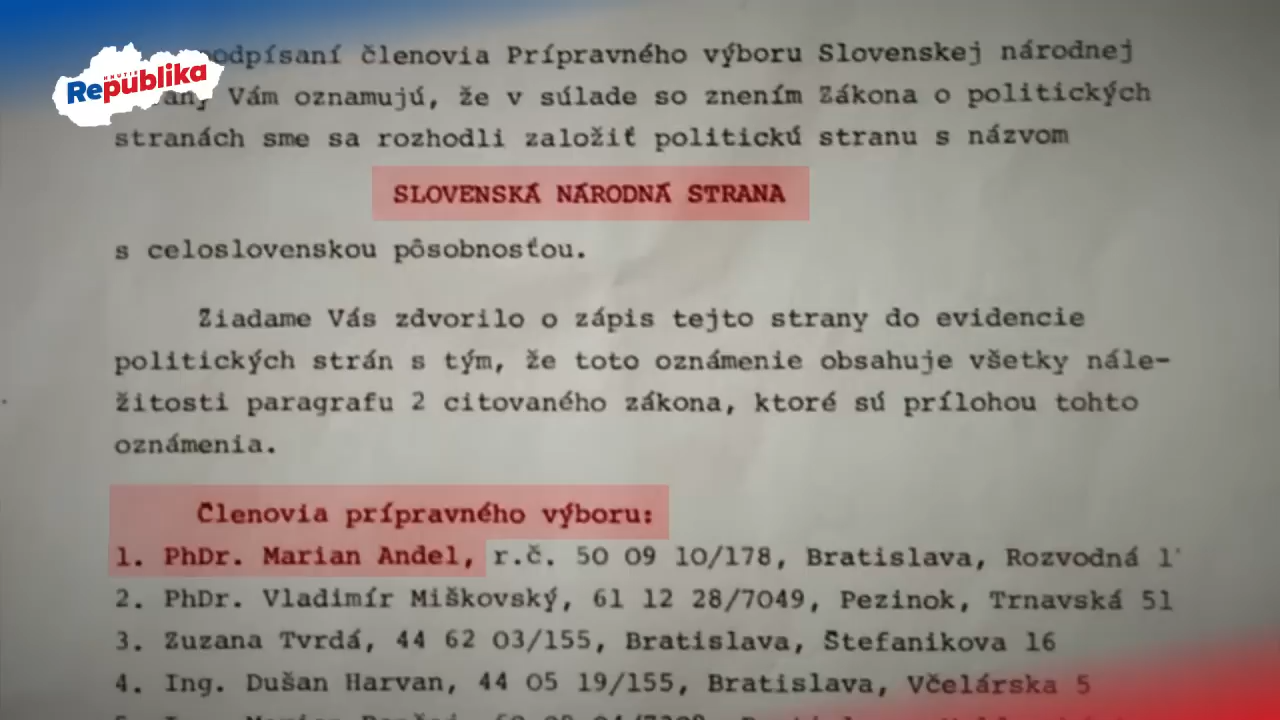 HNUTIE
Republika
podpísaní členovia Prípravného výboru Slovenskej národnej
Vám oznamujú, že v súlade so znením Zákona o politických
stranách sme sa rozhodli založiť politickú stranu s názvom
SLOVENSKÁ NÁRODNÁ STRANA
s celoslovenskou pôsobnosťou.
Žiadame Vás zdvorilo o zápis tejto strany do evidencie
politických strán s tým, že toto oznámenie obsahuje všetky nále-
žitosti paragrafu 2 citovaného zákona, ktoré sú prílohou tohto
oznámenia.
Členovia prípravného výboru:
1. PhDr. Marian Andel, r.č. 50 09 10/178, Bratislava, Rozvodná
2. PhDr. Vladimír Miškovský, 61 12 28/7049, Pezinok, Trnavská 51
3. Zuzana Tvrdá, 44 62 03/155, Bratislava, Štefanikova 16
4. Ing. Dušan Harvan, 44 05 19/155, Bratislava, Včelárska 5